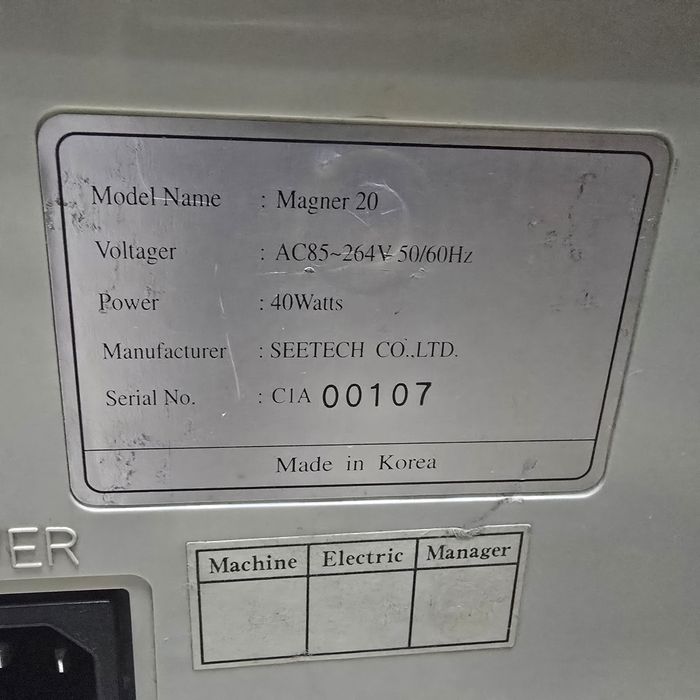 Model Name : Magner 20
Voltager : AC85~264V 50/60Hz
Power : 40Watts
Manufacturer : SEETECH CO.,LTD.
Serial No. : C1A 00107
Made in Korea
ER
Machine Electric Manager